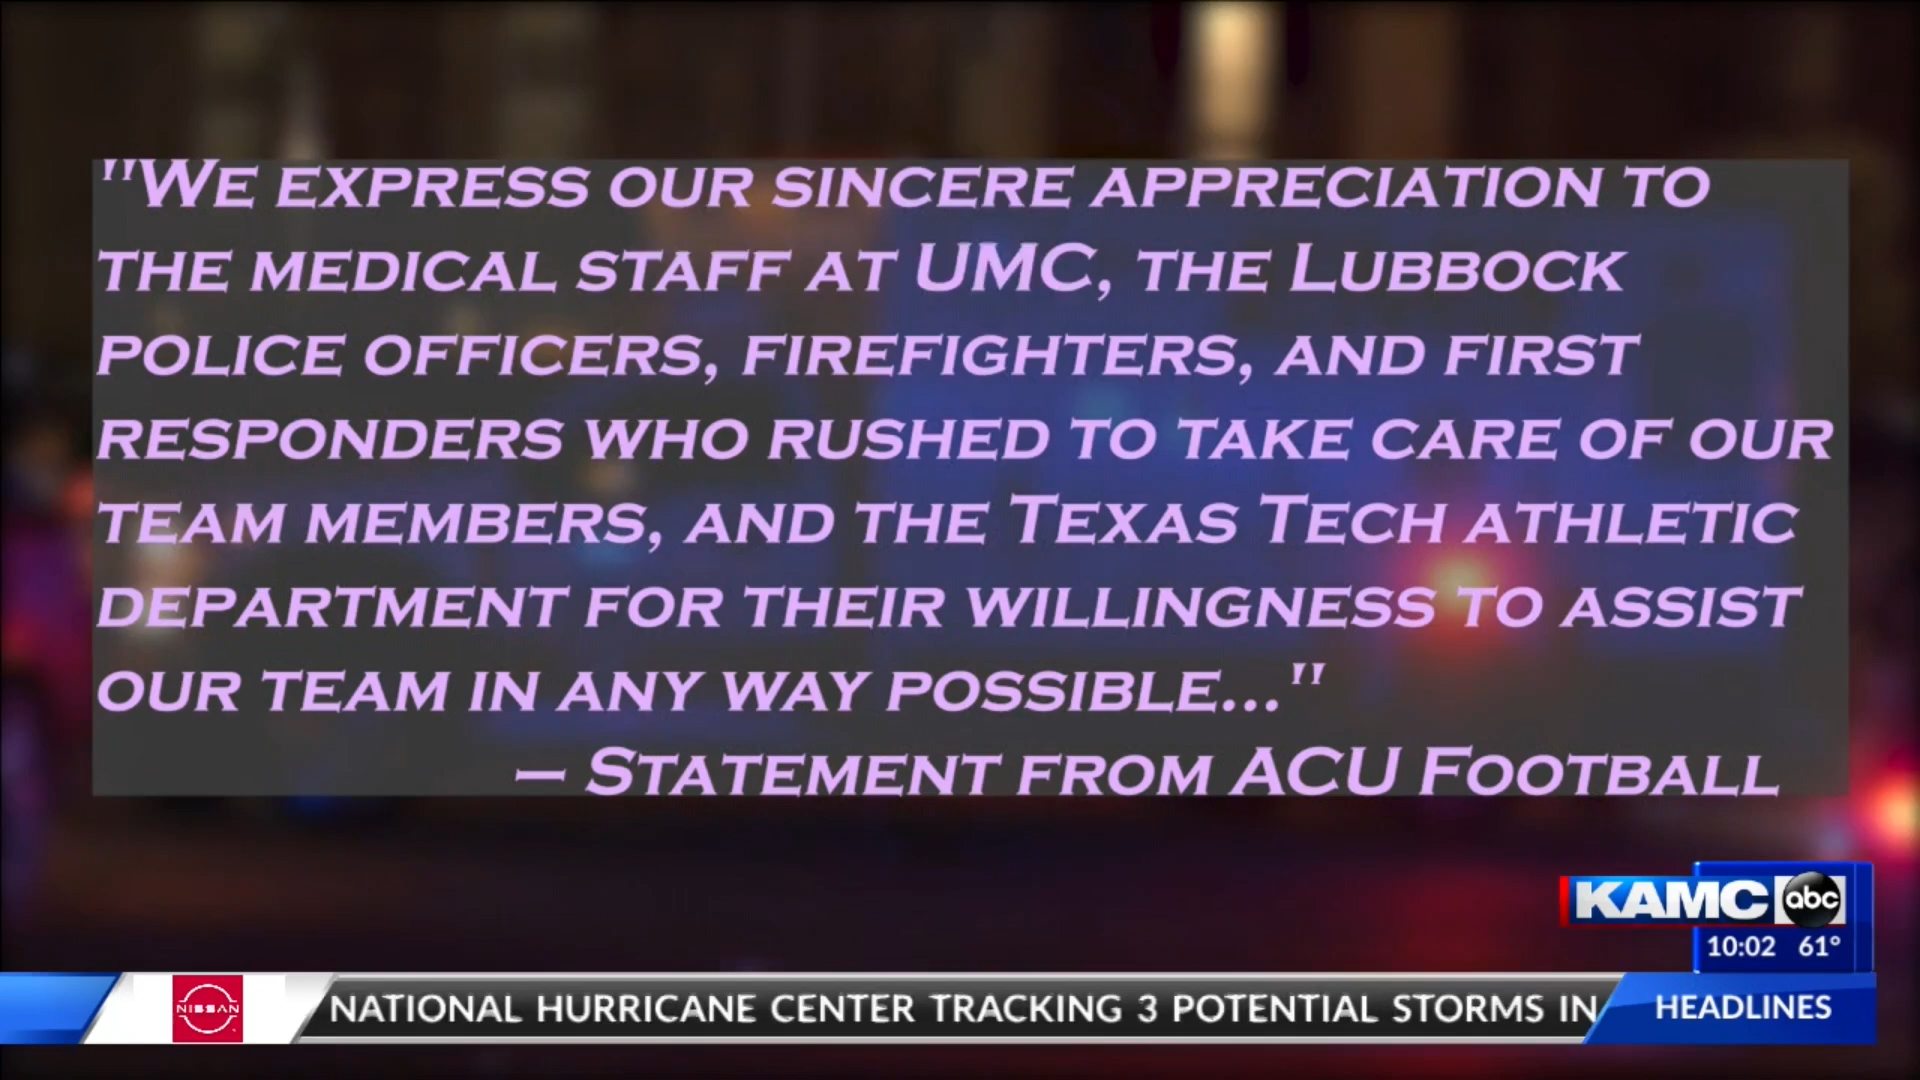 "We express our sincere appreciation to
the medical staff at UMC, the Lubbock
police officers, firefighters, and first
responders who rushed to take care of our
team members, and the Texas Tech athletic
department for their willingness to assist
our team in any way possible..."
— Statement from ACU Football
KAMC abc
10:02 61°
NISSAN
NATIONAL HURRICANE CENTER TRACKING 3 POTENTIAL STORMS IN
HEADLINES